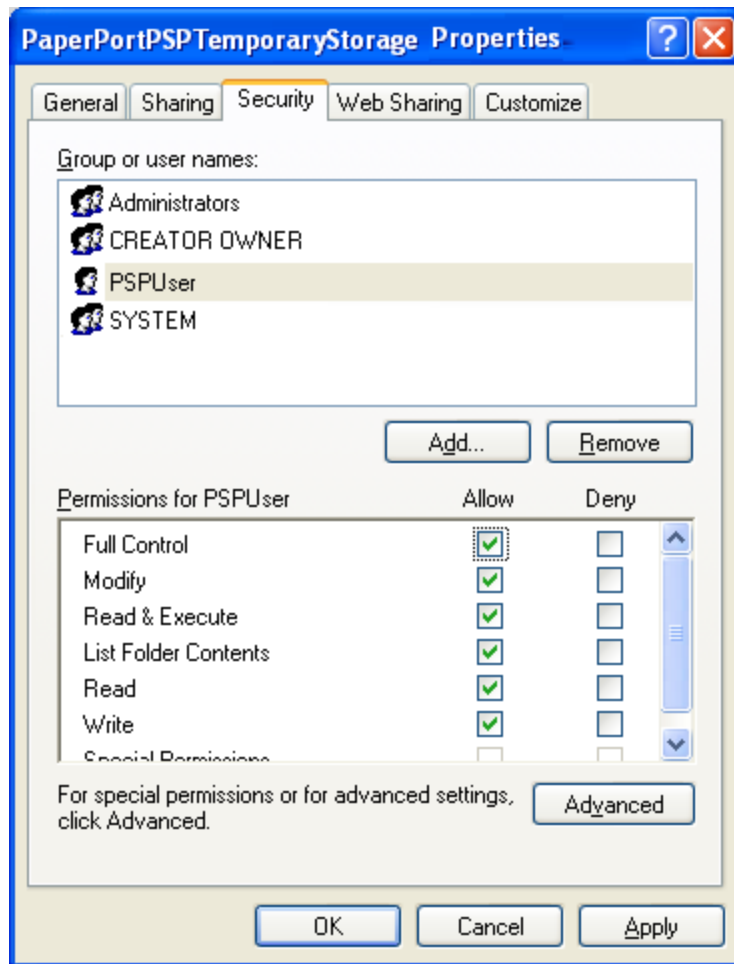 PaperPortPSPTemporaryStorage Properties
General Sharing Security Web Sharing Customize
Group or user names:
Administrators
CREATOR OWNER
PSPUser
SYSTEM
Add... Remove
Permissions for PSPUser Allow Deny
Full Control
Modify
Read & Execute
List Folder Contents
Read
Write
Special Permissions
For special permissions or for advanced settings, Advanced
click Advanced.
OK Cancel Apply